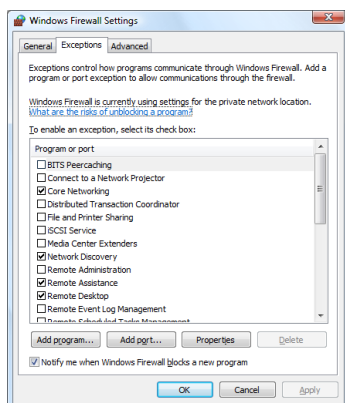 Windows Firewall Settings
General Exceptions Advanced
Exceptions control how programs communicate through Windows Firewall. Add a
program or port exception to allow communications through the firewall.
Windows Firewall is currently using settings for the private network location.
What are the risks of unblocking a program?
To enable an exception, select its check box:
Program or port
BITS Peercaching
Connect to a Network Projector
Core Networking
Distributed Transaction Coordinator
File and Printer Sharing
iSCSI Service
Media Center Extenders
Network Discovery
Remote Administration
Remote Assistance
Remote Desktop
Remote Event Log Management
Remote Scheduled Tasks Management
Add program... Add port... Properties Delete
Notify me when Windows Firewall blocks a new program
OK Cancel Apply